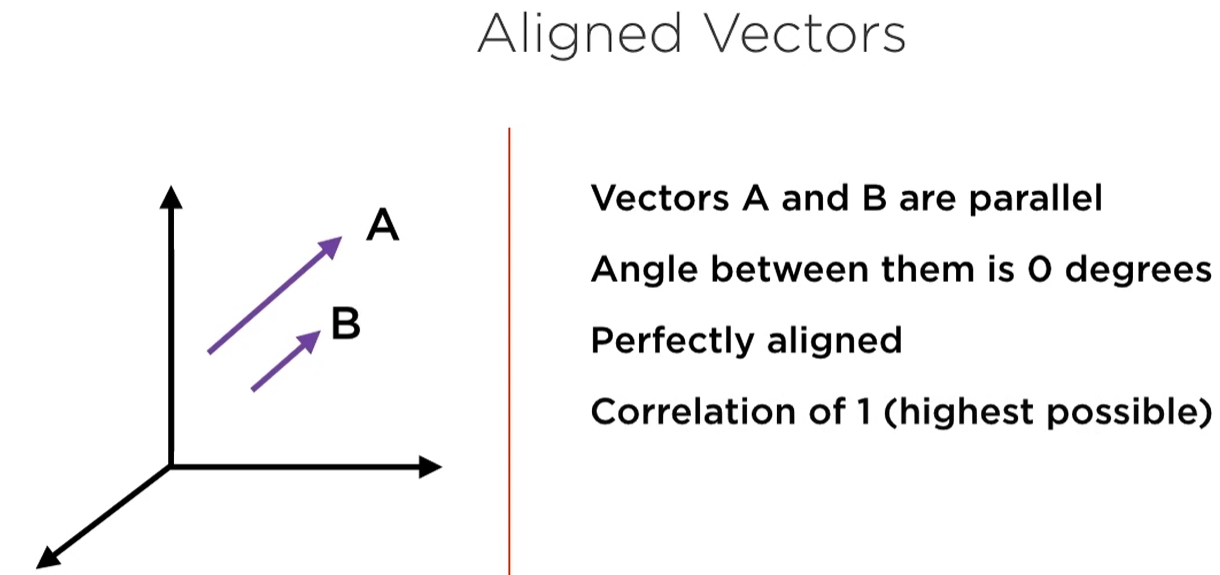 Aligned Vectors
A
B
Vectors A and B are parallel
Angle between them is 0 degrees
Perfectly aligned
Correlation of 1 (highest possible)